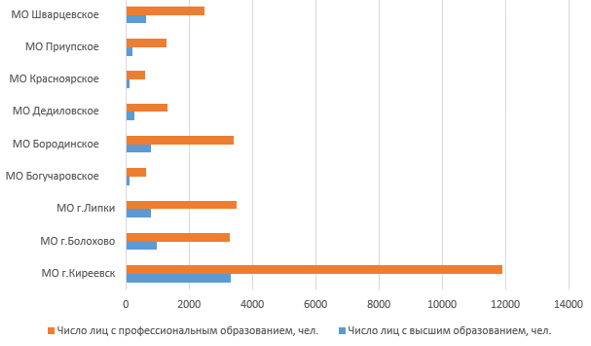 МО Шварцевское
МО Приупское
МО Красноярское
МО Дедиловское
МО Бородинское
МО Богучаровское
МО г.Липки
МО г.Болохово
МО г.Киреевск
0 2000 4000 6000 8000 10000 12000 14000
Число лиц с профессиональным образованием, чел. Число лиц с высшим образованием, чел.